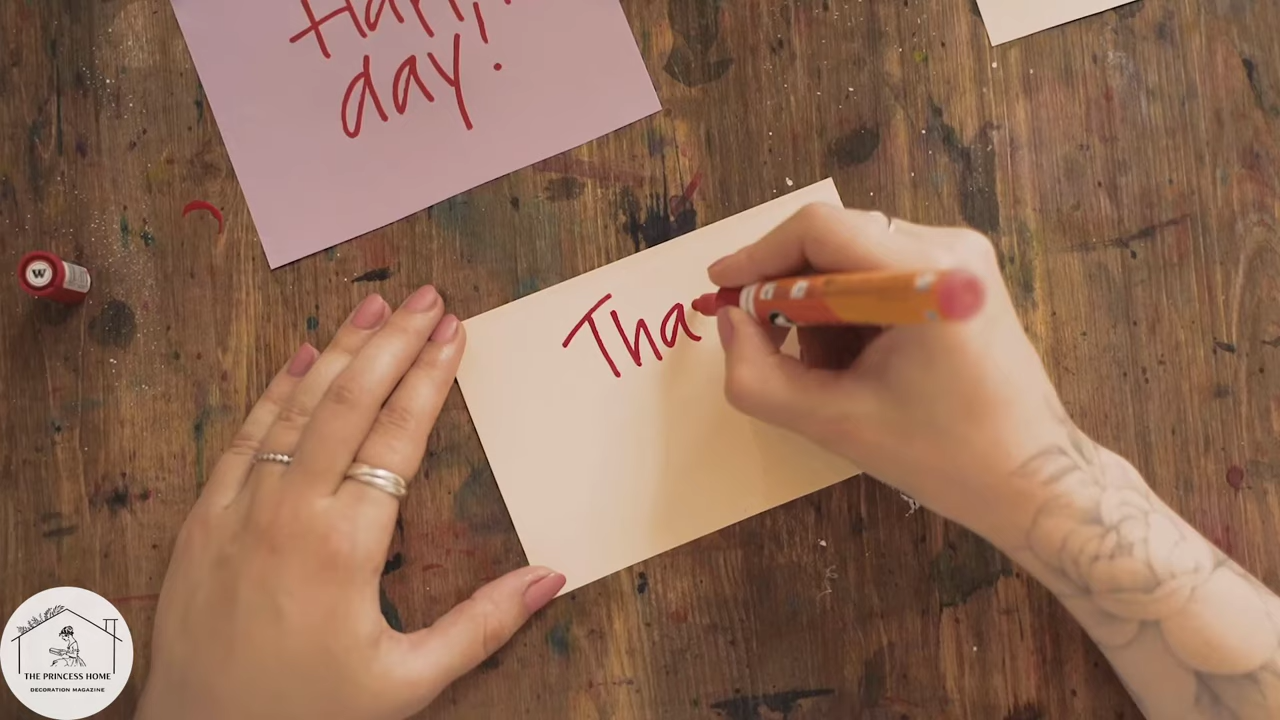 day!
Tha
W
THE PRINCESS HOME
DECORATION MAGAZINE